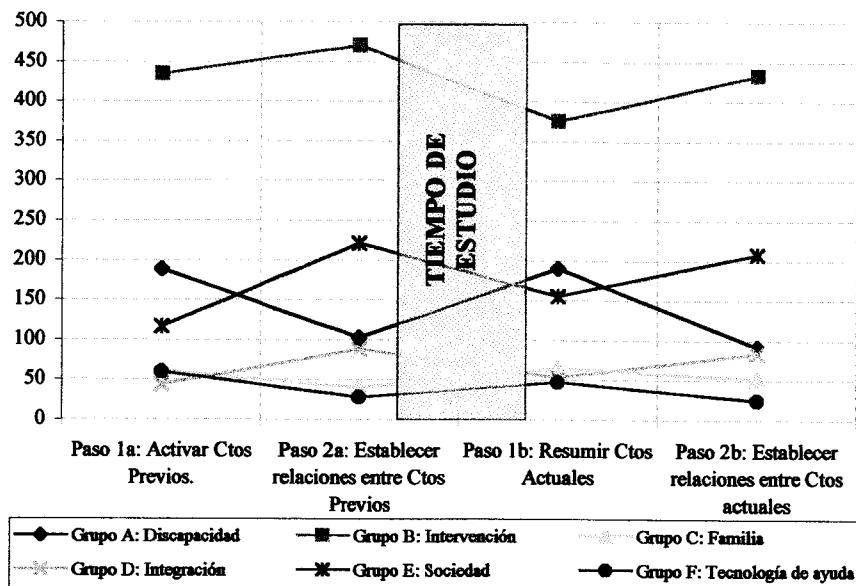 500
450
400
350
300
250
200
150
100
50
0
TIEMPO DE
ESTUDIO
Paso 1a: Activar Ctos
Previos.
Paso 2a: Establecer
relaciones entre Ctos
Previos
Paso 1b: Resumir Ctos
Actuales
Paso 2b: Establecer
relaciones entre Ctos
actuales
Grupo A: Discapacidad
Grupo B: Intervención
Grupo C: Familia
Grupo D: Integración
Grupo E: Sociedad
Grupo F: Tecnología de ayuda